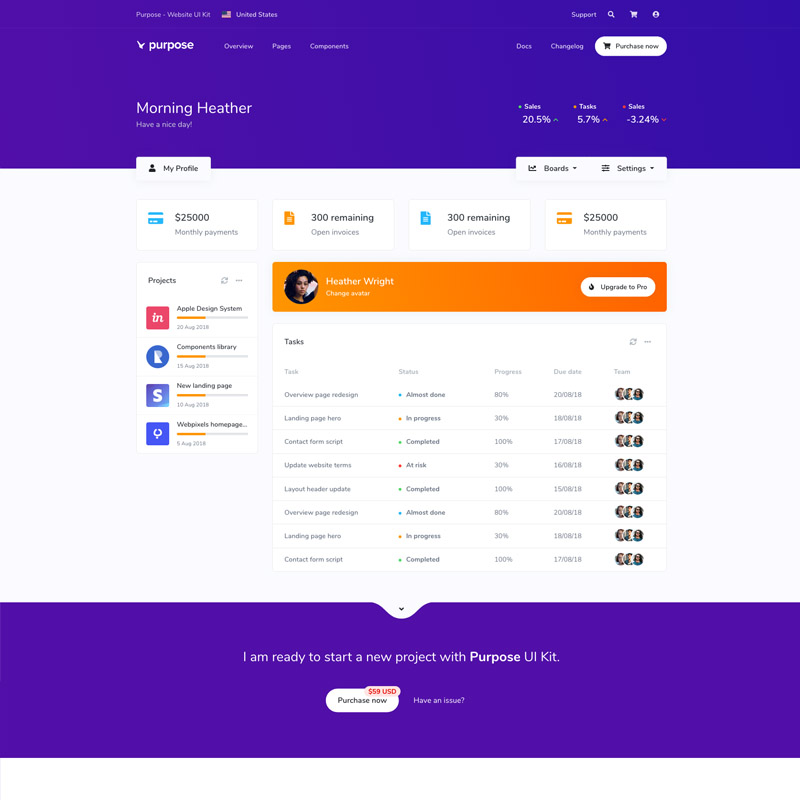 Purpose - Website UI Kit United States Support
purpose Overview Pages Components Docs Changelog Purchase now
Morning Heather
Have a nice day!
Sales Tasks Sales
20.5% 5.7% -3.24%
My Profile Boards Settings
$25000 300 remaining 300 remaining $25000
Monthly payments Open invoices Open invoices Monthly payments
Projects
Apple Design System
20 Aug 2018
Components library
15 Aug 2018
New landing page
10 Aug 2018
Webpixels homepage...
5 Aug 2018
in
R
S
Heather Wright
Change avatar
Upgrade to Pro
Tasks
Task Status Progress Due date Team
Overview page redesign Almost done 80% 20/08/18
Landing page hero In progress 30% 18/08/18
Contact form script Completed 100% 17/08/18
Update website terms At risk 30% 16/08/18
Layout header update Completed 100% 15/08/18
Overview page redesign Almost done 80% 20/08/18
Landing page hero In progress 30% 18/08/18
Contact form script Completed 100% 17/08/18
I am ready to start a new project with Purpose UI Kit.
$59 USD
Purchase now Have an issue?